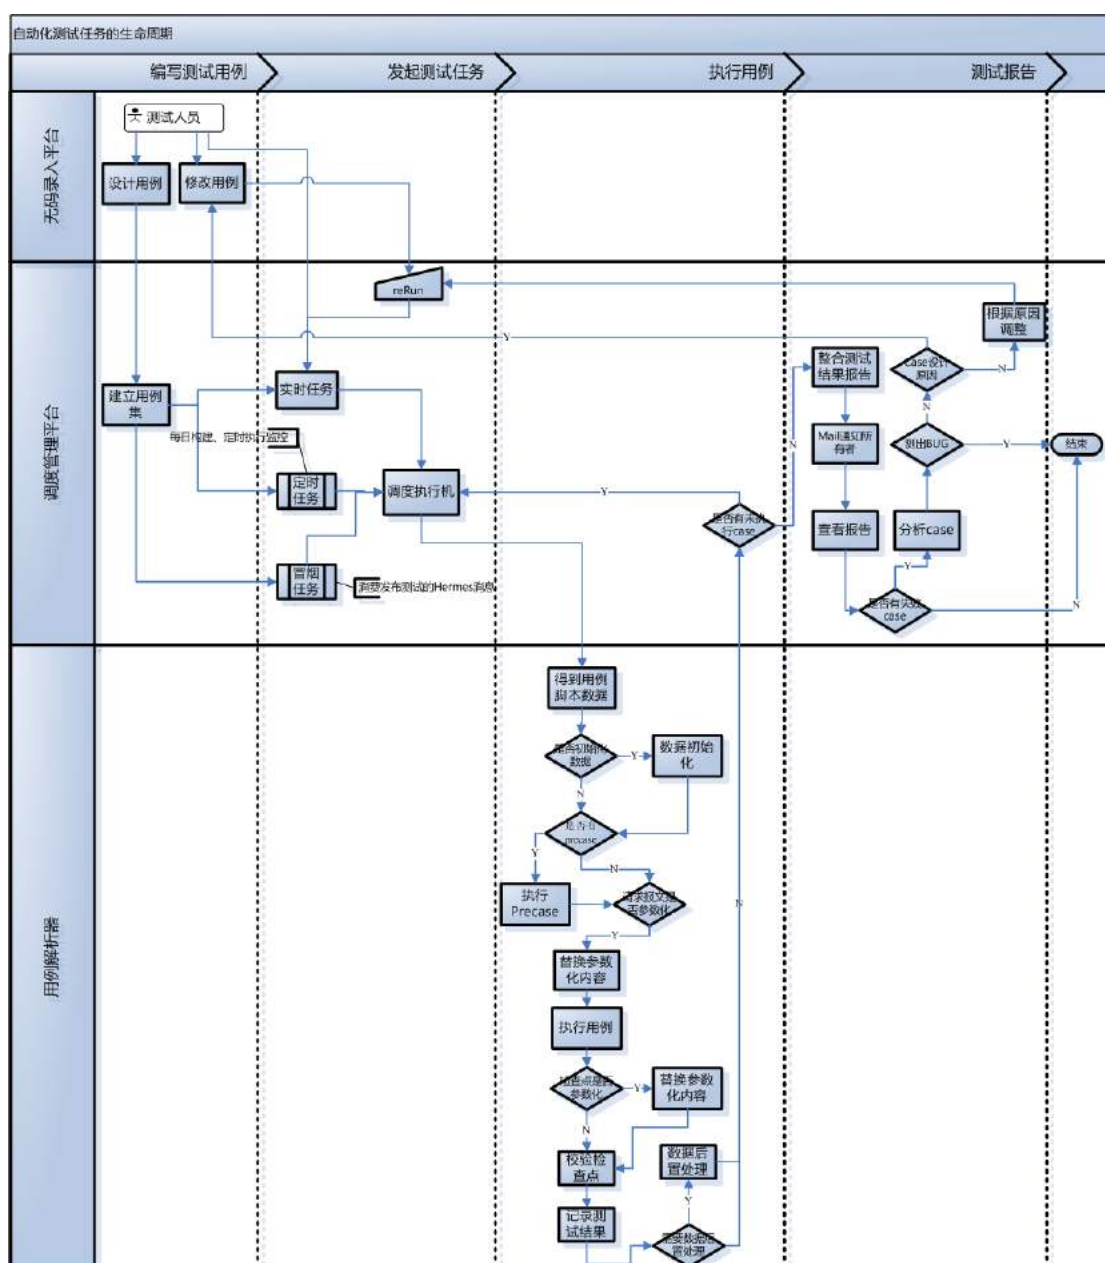 自动化测试任务的生命周期
编写测试用例
发起测试任务
执行用例
测试报告
无码录入平台
测试人员
设计用例
修改用例
调度管理平台
reRun
根据原因
调整
Y
整合测试
结果报告
case设计
原因
N
建立用例
集
实时任务
N
N
每日构建、定时执行监控
Mail通知所
有者
测出BUG
Y
结束
定时
任务
调度执行机
Y
是否有未执
行case
查看报告
分析case
Y
冒烟
任务
消费发布测试的Hermes消息
是否有失败
case
N
用例解析器
得到用例
脚本数据
是否初始化
数据
Y
数据初始
化
N
是否有
precase
Y
N
执行
Precase
请求报文是
否参数化
N
Y
替换参数
化内容
执行用例
检查点是否
参数化
Y
替换参数
化内容
N
校验检
查点
数据后
置处理
Y
记录测
试结果
需要数据后
置处理